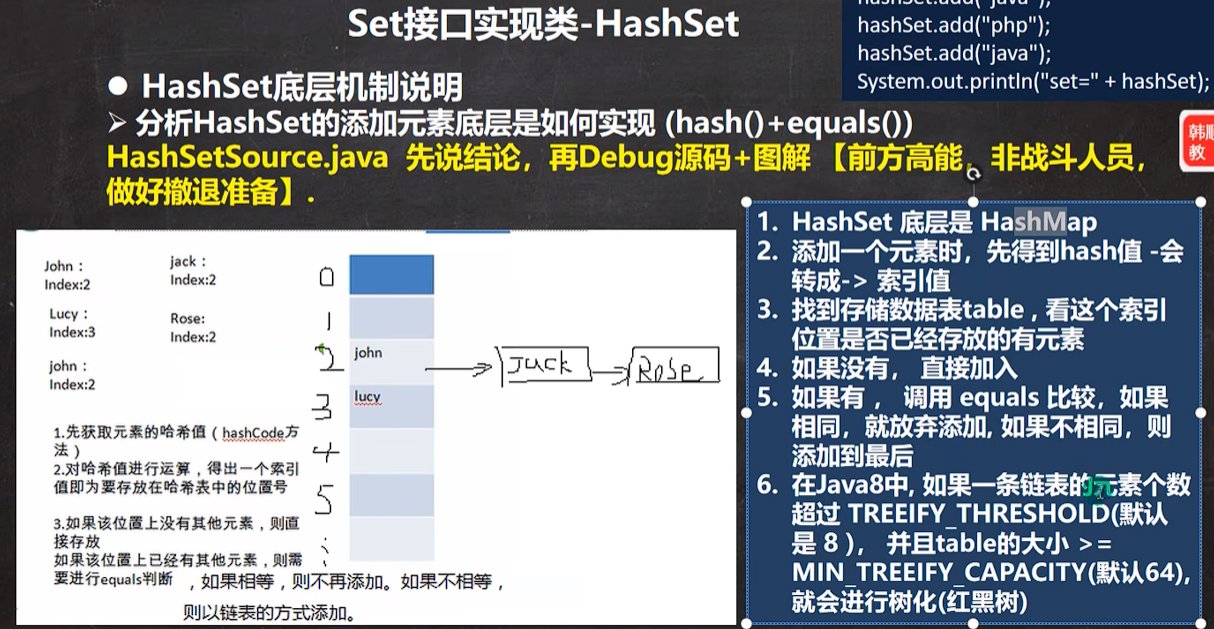 Set接口实现类-HashSet
hashSet.add("java");
hashSet.add("php");
hashSet.add("java");
System.out.println("set=" + hashSet);
● HashSet底层机制说明
➢ 分析HashSet的添加元素底层是如何实现 (hash()+equals())
HashSetSource.java 先说结论，再Debug源码+图解 【前方高能，非战斗人员，
做好撤退准备】.
韩顺
教
John：
Index:2
jack：
Index:2
Lucy：
Index:3
Rose:
Index:2
john：
Index:2
0
1
2
3
4
5
john
lucy
Jack
Rose
1.先获取元素的哈希值（hashCode方
法）
2.对哈希值进行运算，得出一个索引
值即为要存放在哈希表中的位置号
3.如果该位置上没有其他元素，则直
接存放
如果该位置上已经有其他元素，则需
要进行equals判断 ，如果相等，则不再添加。如果不相等，
则以链表的方式添加。
1. HashSet 底层是 HashMap
2. 添加一个元素时，先得到hash值 -会
转成-> 索引值
3. 找到存储数据表table , 看这个索引
位置是否已经存放的有元素
4. 如果没有， 直接加入
5. 如果有 ， 调用 equals 比较，如果
相同，就放弃添加, 如果不相同，则
添加到最后
6. 在Java8中, 如果一条链表的元素个数
超过 TREEIFY_THRESHOLD(默认
是 8 )， 并且table的大小 >=
MIN_TREEIFY_CAPACITY(默认64),
就会进行树化(红黑树)